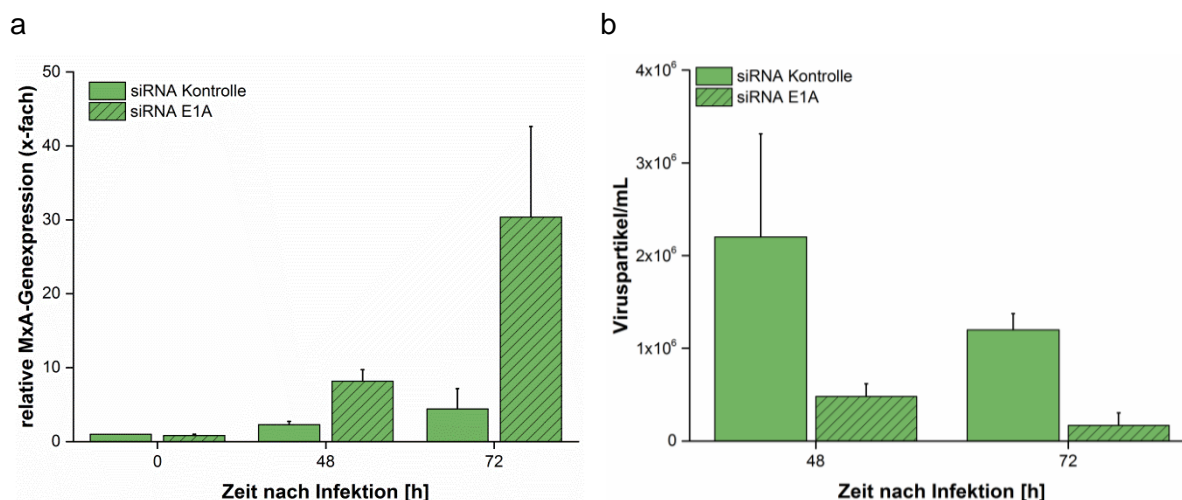 a
50
40
30
20
10
0
relative MxA-Genexpression (x-fach)
siRNA Kontrolle
siRNA E1A
0 48 72
Zeit nach Infektion [h]
b
4x10⁶
3x10⁶
2x10⁶
1x10⁶
0
Viruspartikel/mL
siRNA Kontrolle
siRNA E1A
48 72
Zeit nach Infektion [h]